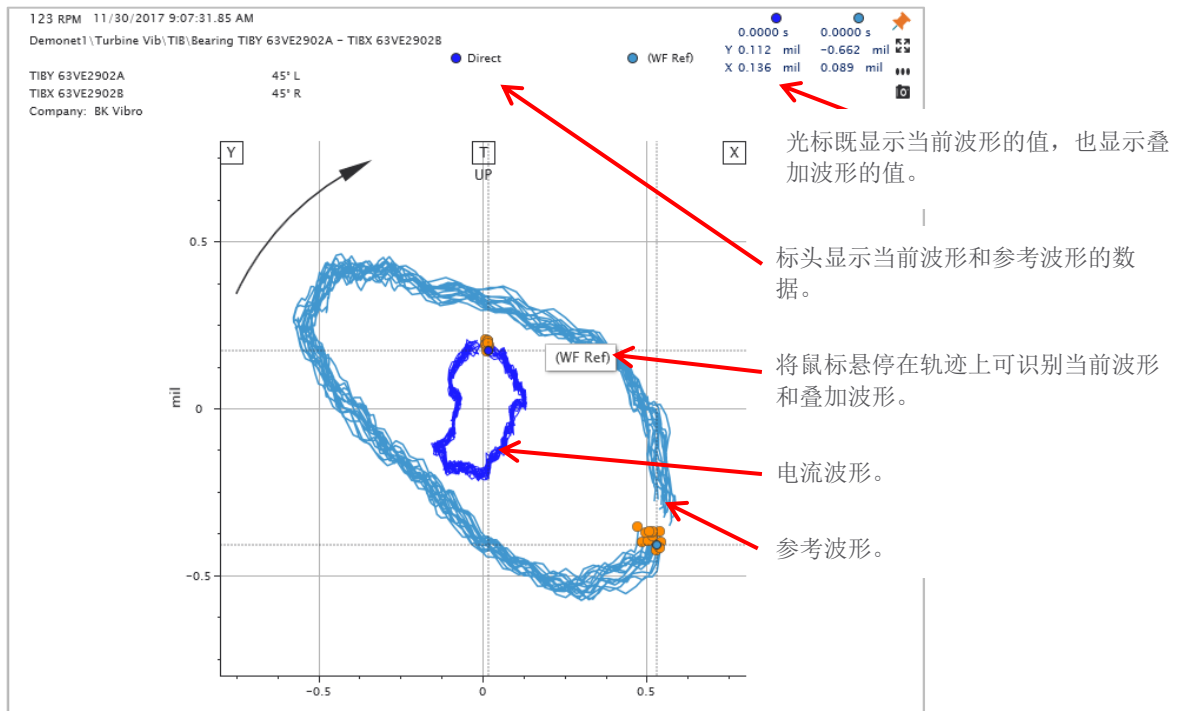 123 RPM 11/30/2017 9:07:31.85 AM
Demonet1\Turbine Vib\TIB\Bearing TIBY 63VE2902A - TIBX 63VE2902B
Direct
(WF Ref)
0.0000 s 0.0000 s
Y 0.112 mil -0.662 mil
X 0.136 mil 0.089 mil
TIBY 63VE2902A 45° L
TIBX 63VE2902B 45° R
Company: BK Vibro
光标既显示当前波形的值，也显示叠
加波形的值。
Y
T
X
UP
0.5
标头显示当前波形和参考波形的数
据。
(WF Ref)
将鼠标悬停在轨迹上可识别当前波形
和叠加波形。
mil
0
电流波形。
参考波形。
-0.5
-0.5
0
0.5